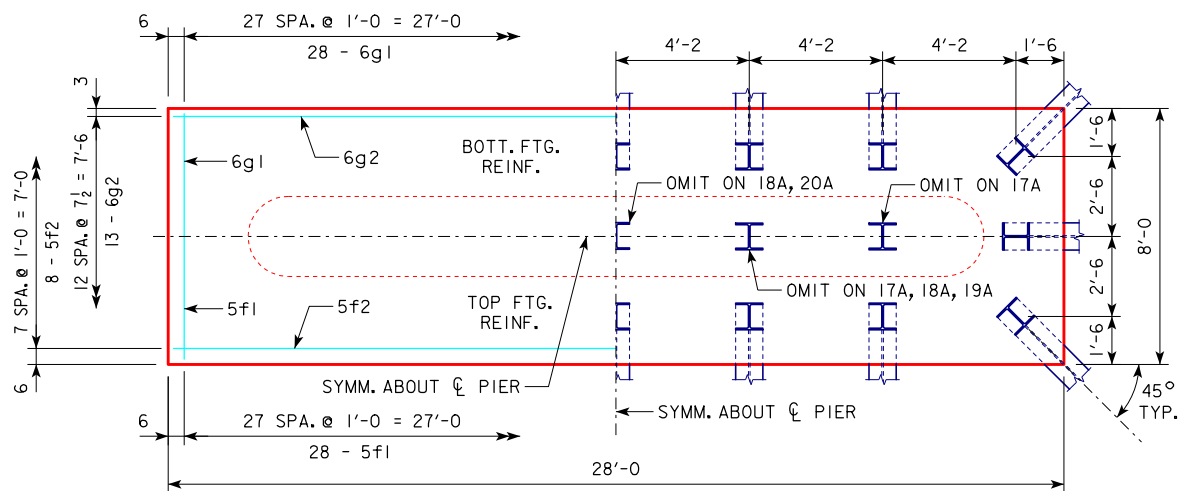 27 SPA. @ 1'-0 = 27'-0
6
28 - 6g1
4'-2
4'-2
4'-2
1'-6
3
6g2
BOTT. FTG.
REINF.
6g1
1'-6
OMIT ON 18A, 20A
OMIT ON 17A
2'-6
7 SPA. @ 1'-0 = 7'-0
8 - 5f2
12 SPA. @ 7 1/2 = 7'-6
13 - 6g2
8'-0
2'-6
OMIT ON 17A, 18A, 19A
5f1
5f2
TOP FTG.
REINF.
1'-6
6
SYMM. ABOUT ℄ PIER
45°
TYP.
SYMM. ABOUT ℄ PIER
6
27 SPA. @ 1'-0 = 27'-0
28 - 5f1
28'-0